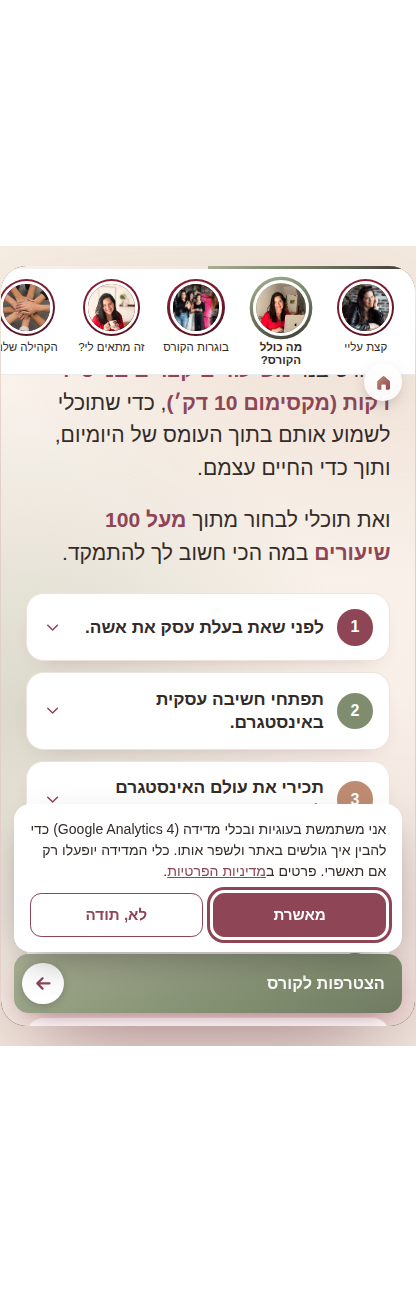 קצת עליי
מה כולל הקורס?
בוגרות הקורס
זה מתאים לי?
הקהילה שלנו
דקות (מקסימום 10 דק׳), כדי שתוכלי
לשמוע אותם בתוך העומס של היומיום,
ותוך כדי החיים עצמם.
ואת תוכלי לבחור מתוך מעל 100
שיעורים במה הכי חשוב לך להתמקד.
1 לפני שאת בעלת עסק את אשה.
2 תפתחי חשיבה עסקית
באינסטגרם.
3 תכירי את עולם האינסטגרם
אני משתמשת בעוגיות ובכלי מדידה (Google Analytics 4) כדי
להבין איך גולשים באתר ולשפר אותו. כלי המדידה יופעלו רק
אם תאשרי. פרטים במדיניות הפרטיות.
מאשרת
לא, תודה
הצטרפות לקורס